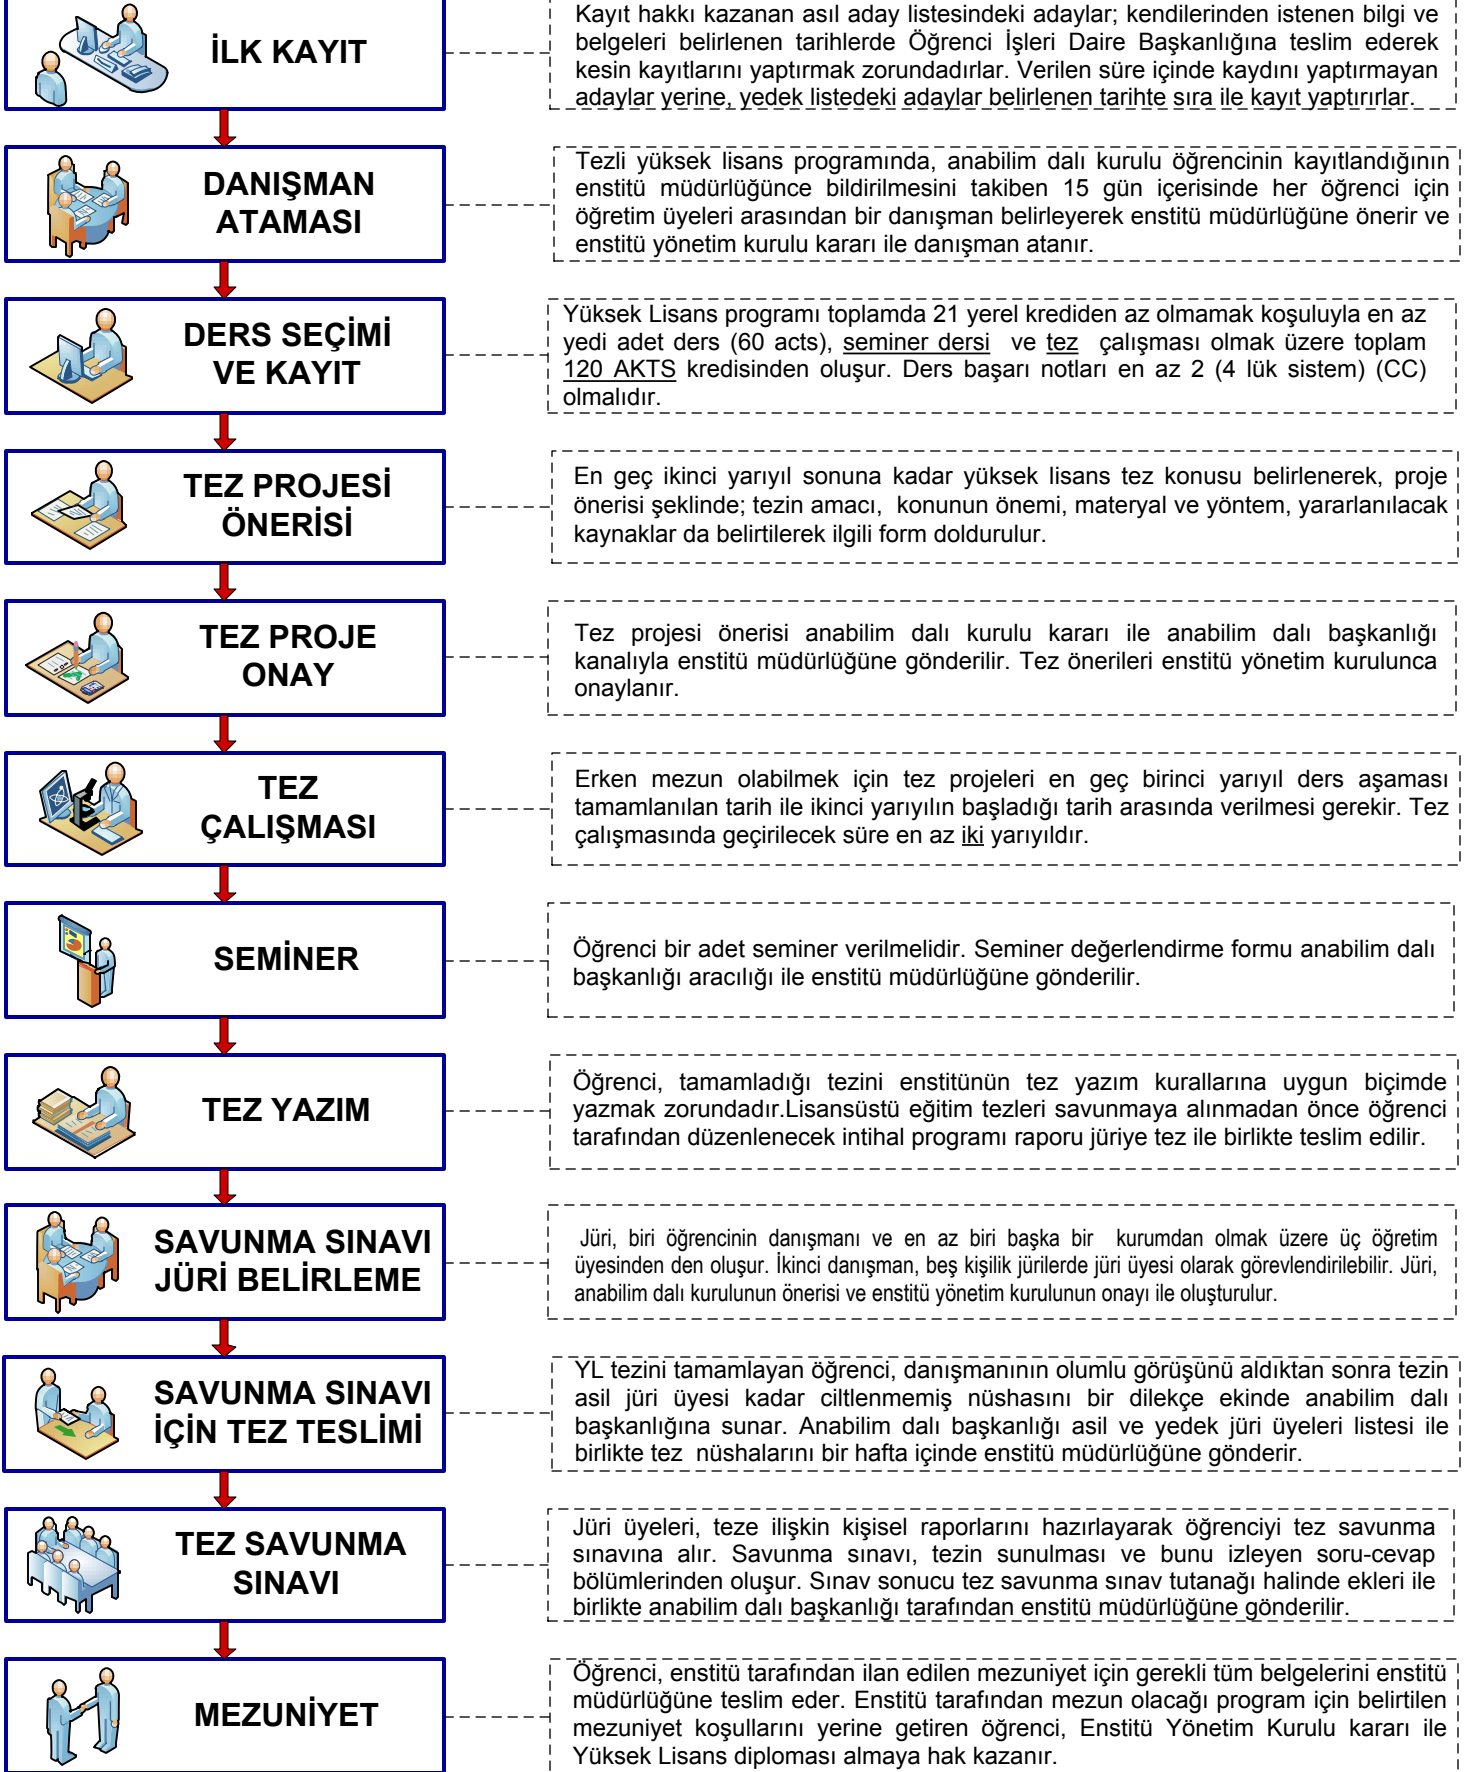 İLK KAYIT
Kayıt hakkı kazanan asıl aday listesindeki adaylar; kendilerinden istenen bilgi ve
belgeleri belirlenen tarihlerde Öğrenci İşleri Daire Başkanlığına teslim ederek
kesin kayıtlarını yaptırmak zorundadırlar. Verilen süre içinde kaydını yaptırmayan
adaylar yerine, yedek listedeki adaylar belirlenen tarihte sıra ile kayıt yaptırırlar.
DANIŞMAN
ATAMASI
Tezli yüksek lisans programında, anabilim dalı kurulu öğrencinin kayıtlandığının
enstitü müdürlüğünce bildirilmesini takiben 15 gün içerisinde her öğrenci için
öğretim üyeleri arasından bir danışman belirleyerek enstitü müdürlüğüne önerir ve
enstitü yönetim kurulu kararı ile danışman atanır.
DERS SEÇİMİ
VE KAYIT
Yüksek Lisans programı toplamda 21 yerel krediden az olmamak koşuluyla en az
yedi adet ders (60 acts), seminer dersi ve tez çalışması olmak üzere toplam
120 AKTS kredisinden oluşur. Ders başarı notları en az 2 (4 lük sistem) (CC)
olmalıdır.
TEZ PROJESİ
ÖNERİSİ
En geç ikinci yarıyıl sonuna kadar yüksek lisans tez konusu belirlenerek, proje
önerisi şeklinde; tezin amacı, konunun önemi, materyal ve yöntem, yararlanılacak
kaynaklar da belirtilerek ilgili form doldurulur.
TEZ PROJE
ONAY
Tez projesi önerisi anabilim dalı kurulu kararı ile anabilim dalı başkanlığı
kanalıyla enstitü müdürlüğüne gönderilir. Tez önerileri enstitü yönetim kurulunca
onaylanır.
TEZ
ÇALIŞMASI
Erken mezun olabilmek için tez projeleri en geç birinci yarıyıl ders aşaması
tamamlanılan tarih ile ikinci yarıyılın başladığı tarih arasında verilmesi gerekir. Tez
çalışmasında geçirilecek süre en az iki yarıyıldır.
SEMİNER
Öğrenci bir adet seminer verilmelidir. Seminer değerlendirme formu anabilim dalı
başkanlığı aracılığı ile enstitü müdürlüğüne gönderilir.
TEZ YAZIM
Öğrenci, tamamladığı tezini enstitünün tez yazım kurallarına uygun biçimde
yazmak zorundadır.Lisansüstü eğitim tezleri savunmaya alınmadan önce öğrenci
tarafından düzenlenecek intihal programı raporu jüriye tez ile birlikte teslim edilir.
SAVUNMA SINAVI
JÜRİ BELİRLEME
Jüri, biri öğrencinin danışmanı ve en az biri başka bir kurumdan olmak üzere üç öğretim
üyesinden den oluşur. İkinci danışman, beş kişilik jürilerde jüri üyesi olarak görevlendirilebilir. Jüri,
anabilim dalı kurulunun önerisi ve enstitü yönetim kurulunun onayı ile oluşturulur.
SAVUNMA SINAVI
İÇİN TEZ TESLİMİ
YL tezini tamamlayan öğrenci, danışmanının olumlu görüşünü aldıktan sonra tezin
asil jüri üyesi kadar ciltlenmemiş nüshasını bir dilekçe ekinde anabilim dalı
başkanlığına sunar. Anabilim dalı başkanlığı asil ve yedek jüri üyeleri listesi ile
birlikte tez nüshalarını bir hafta içinde enstitü müdürlüğüne gönderir.
TEZ SAVUNMA
SINAVI
Jüri üyeleri, teze ilişkin kişisel raporlarını hazırlayarak öğrenciyi tez savunma
sınavına alır. Savunma sınavı, tezin sunulması ve bunu izleyen soru-cevap
bölümlerinden oluşur. Sınav sonucu tez savunma sınav tutanağı halinde ekleri ile
birlikte anabilim dalı başkanlığı tarafından enstitü müdürlüğüne gönderilir.
MEZUNİYET
Öğrenci, enstitü tarafından ilan edilen mezuniyet için gerekli tüm belgelerini enstitü
müdürlüğüne teslim eder. Enstitü tarafından mezun olacağı program için belirtilen
mezuniyet koşullarını yerine getiren öğrenci, Enstitü Yönetim Kurulu kararı ile
Yüksek Lisans diploması almaya hak kazanır.